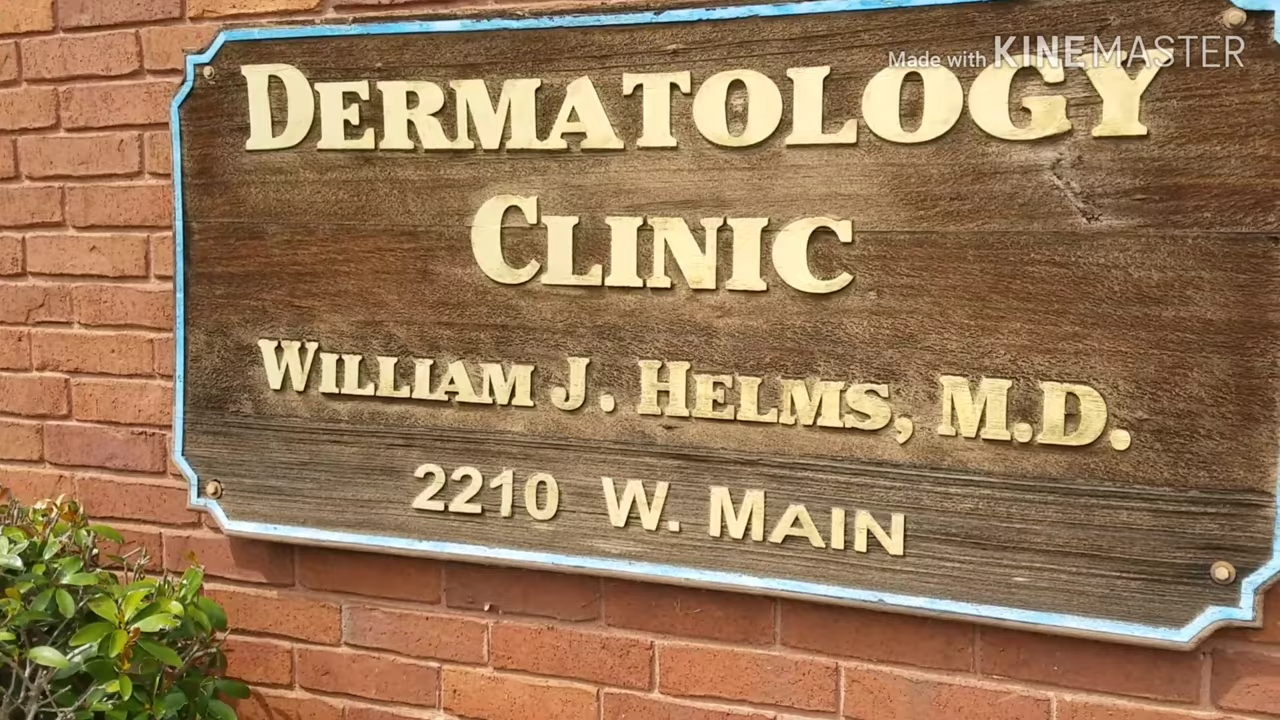 Made with KINEMASTER
DERMATOLOGY
CLINIC
WILLIAM J. HELMS, M.D.
2210 W. MAIN